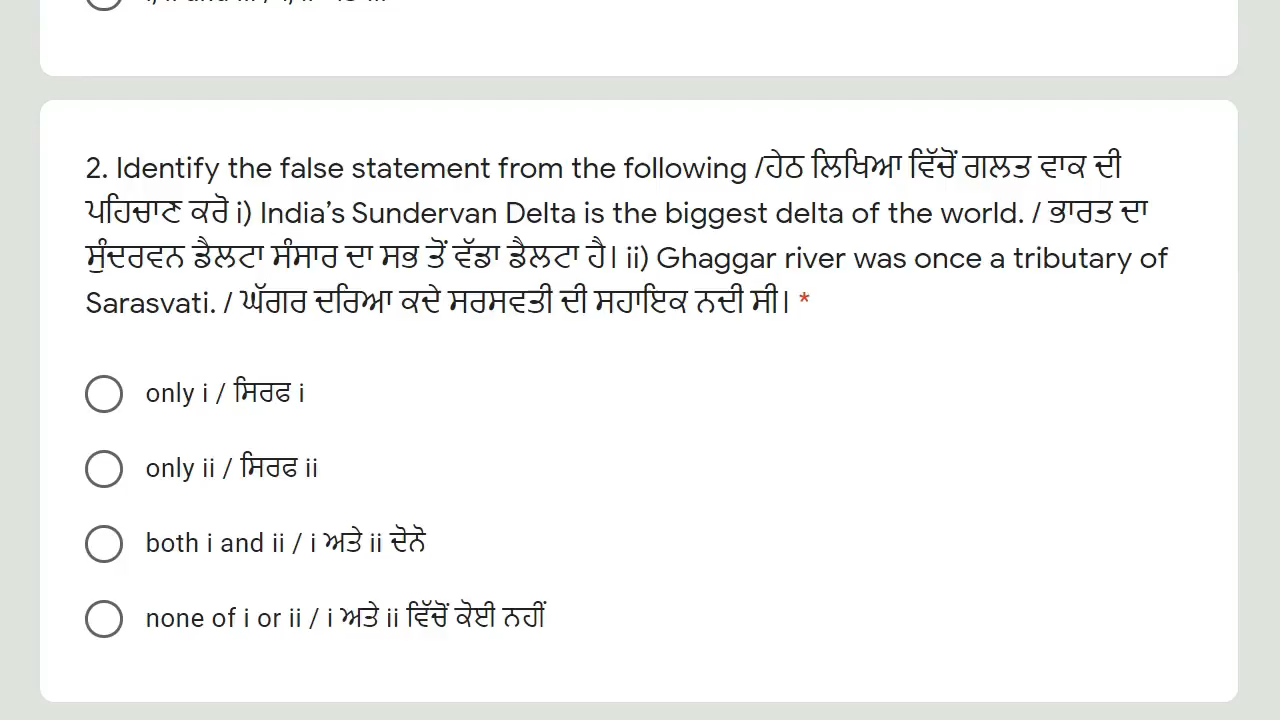 2. Identify the false statement from the following /ਹੇਠ ਲਿਖਿਆ ਵਿੱਚੋਂ ਗਲਤ ਵਾਕ ਦੀ
ਪਹਿਚਾਣ ਕਰੋ i) India’s Sundervan Delta is the biggest delta of the world. / ਭਾਰਤ ਦਾ
ਸੁੰਦਰਵਨ ਡੈਲਟਾ ਸੰਸਾਰ ਦਾ ਸਭ ਤੋਂ ਵੱਡਾ ਡੈਲਟਾ ਹੈ। ii) Ghaggar river was once a tributary of
Sarasvati. / ਘੱਗਰ ਦਰਿਆ ਕਦੇ ਸਰਸਵਤੀ ਦੀ ਸਹਾਇਕ ਨਦੀ ਸੀ। *
only i / ਸਿਰਫ i
only ii / ਸਿਰਫ ii
both i and ii / i ਅਤੇ ii ਦੋਨੋ
none of i or ii / i ਅਤੇ ii ਵਿੱਚੋਂ ਕੋਈ ਨਹੀਂ